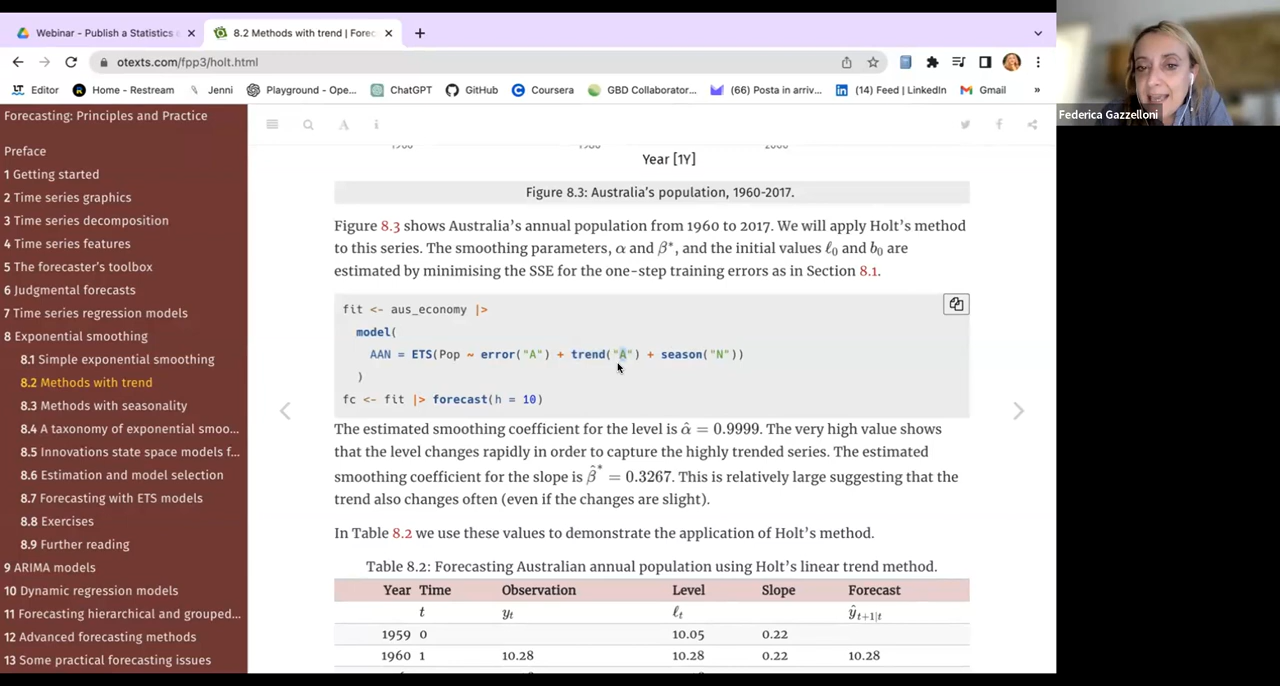 Webinar - Publish a Statistics
8.2 Methods with trend | Forec
otexts.com/fpp3/holt.html
Editor
Home - Restream
Jenni
Playground - Ope...
ChatGPT
GitHub
Coursera
GBD Collaborator...
(66) Posta in arriv...
(14) Feed | LinkedIn
Gmail
»
Federica Gazzelloni
Forecasting: Principles and Practice
Preface
1 Getting started
2 Time series graphics
3 Time series decomposition
4 Time series features
5 The forecaster's toolbox
6 Judgmental forecasts
7 Time series regression models
8 Exponential smoothing
8.1 Simple exponential smoothing
8.2 Methods with trend
8.3 Methods with seasonality
8.4 A taxonomy of exponential smoo...
8.5 Innovations state space models f...
8.6 Estimation and model selection
8.7 Forecasting with ETS models
8.8 Exercises
8.9 Further reading
9 ARIMA models
10 Dynamic regression models
11 Forecasting hierarchical and grouped...
12 Advanced forecasting methods
13 Some practical forecasting issues
1960 1980 2000
Year [1Y]
Figure 8.3: Australia's population, 1960-2017.
Figure 8.3 shows Australia's annual population from 1960 to 2017. We will apply Holt's method
to this series. The smoothing parameters, α and β*, and the initial values ℓ0 and b0 are
estimated by minimising the SSE for the one-step training errors as in Section 8.1.
fit <- aus_economy |>
model(
AAN = ETS(Pop ~ error("A") + trend("A") + season("N"))
)
fc <- fit |> forecast(h = 10)
The estimated smoothing coefficient for the level is α̂ = 0.9999. The very high value shows
that the level changes rapidly in order to capture the highly trended series. The estimated
smoothing coefficient for the slope is β̂* = 0.3267. This is relatively large suggesting that the
trend also changes often (even if the changes are slight).
In Table 8.2 we use these values to demonstrate the application of Holt's method.
Table 8.2: Forecasting Australian annual population using Holt's linear trend method.
Year Time Observation Level Slope Forecast
t yt ℓt ŷt+1|t
1959 0 10.05 0.22
1960 1 10.28 10.28 0.22 10.28